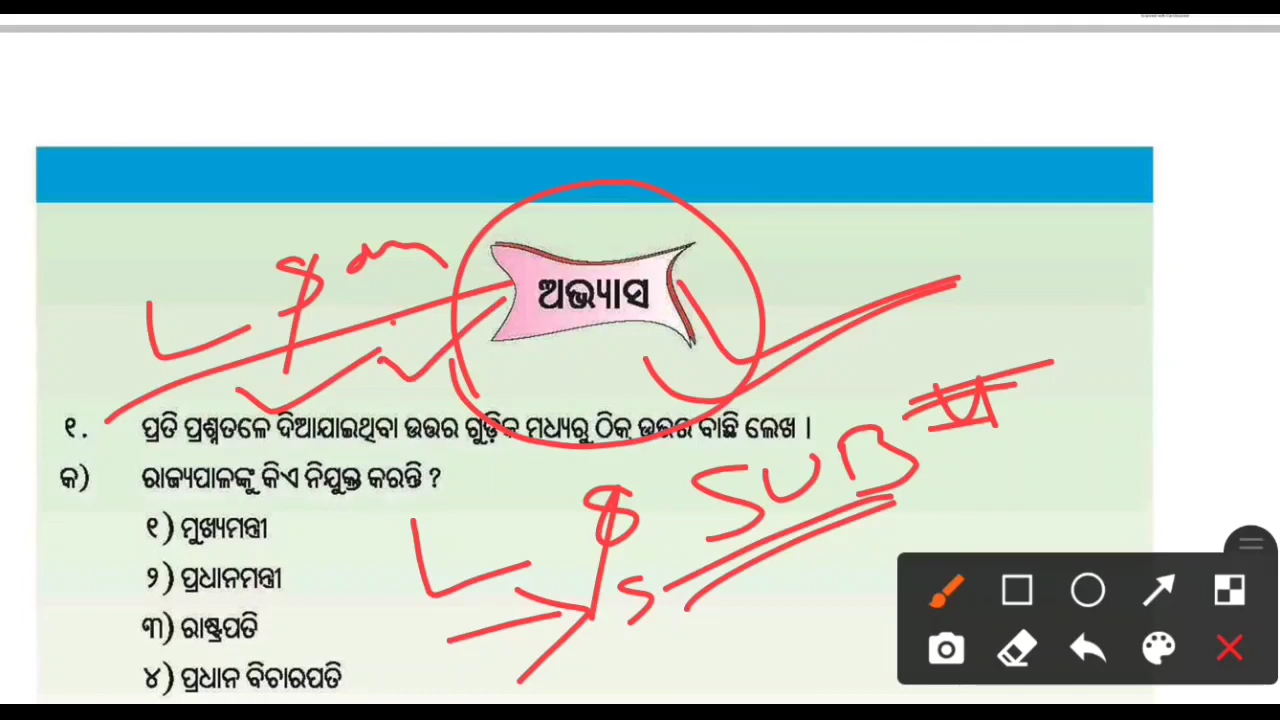 ଅଭ୍ୟାସ
୧. ପ୍ରତି ପ୍ରଶ୍ନତଳେ ଦିଆଯାଇଥିବା ଉତ୍ତର ଗୁଡ଼ିକ ମଧ୍ୟରୁ ଠିକ୍ ଉତ୍ତର ବାଛି ଲେଖ ।
କ) ରାଜ୍ୟପାଳଙ୍କୁ କିଏ ନିଯୁକ୍ତ କରନ୍ତି ?
୧) ମୁଖ୍ୟମନ୍ତ୍ରୀ
SUB
୨) ପ୍ରଧାନମନ୍ତ୍ରୀ
୩) ରାଷ୍ଟ୍ରପତି
୪) ପ୍ରଧାନ ବିଚାରପତି